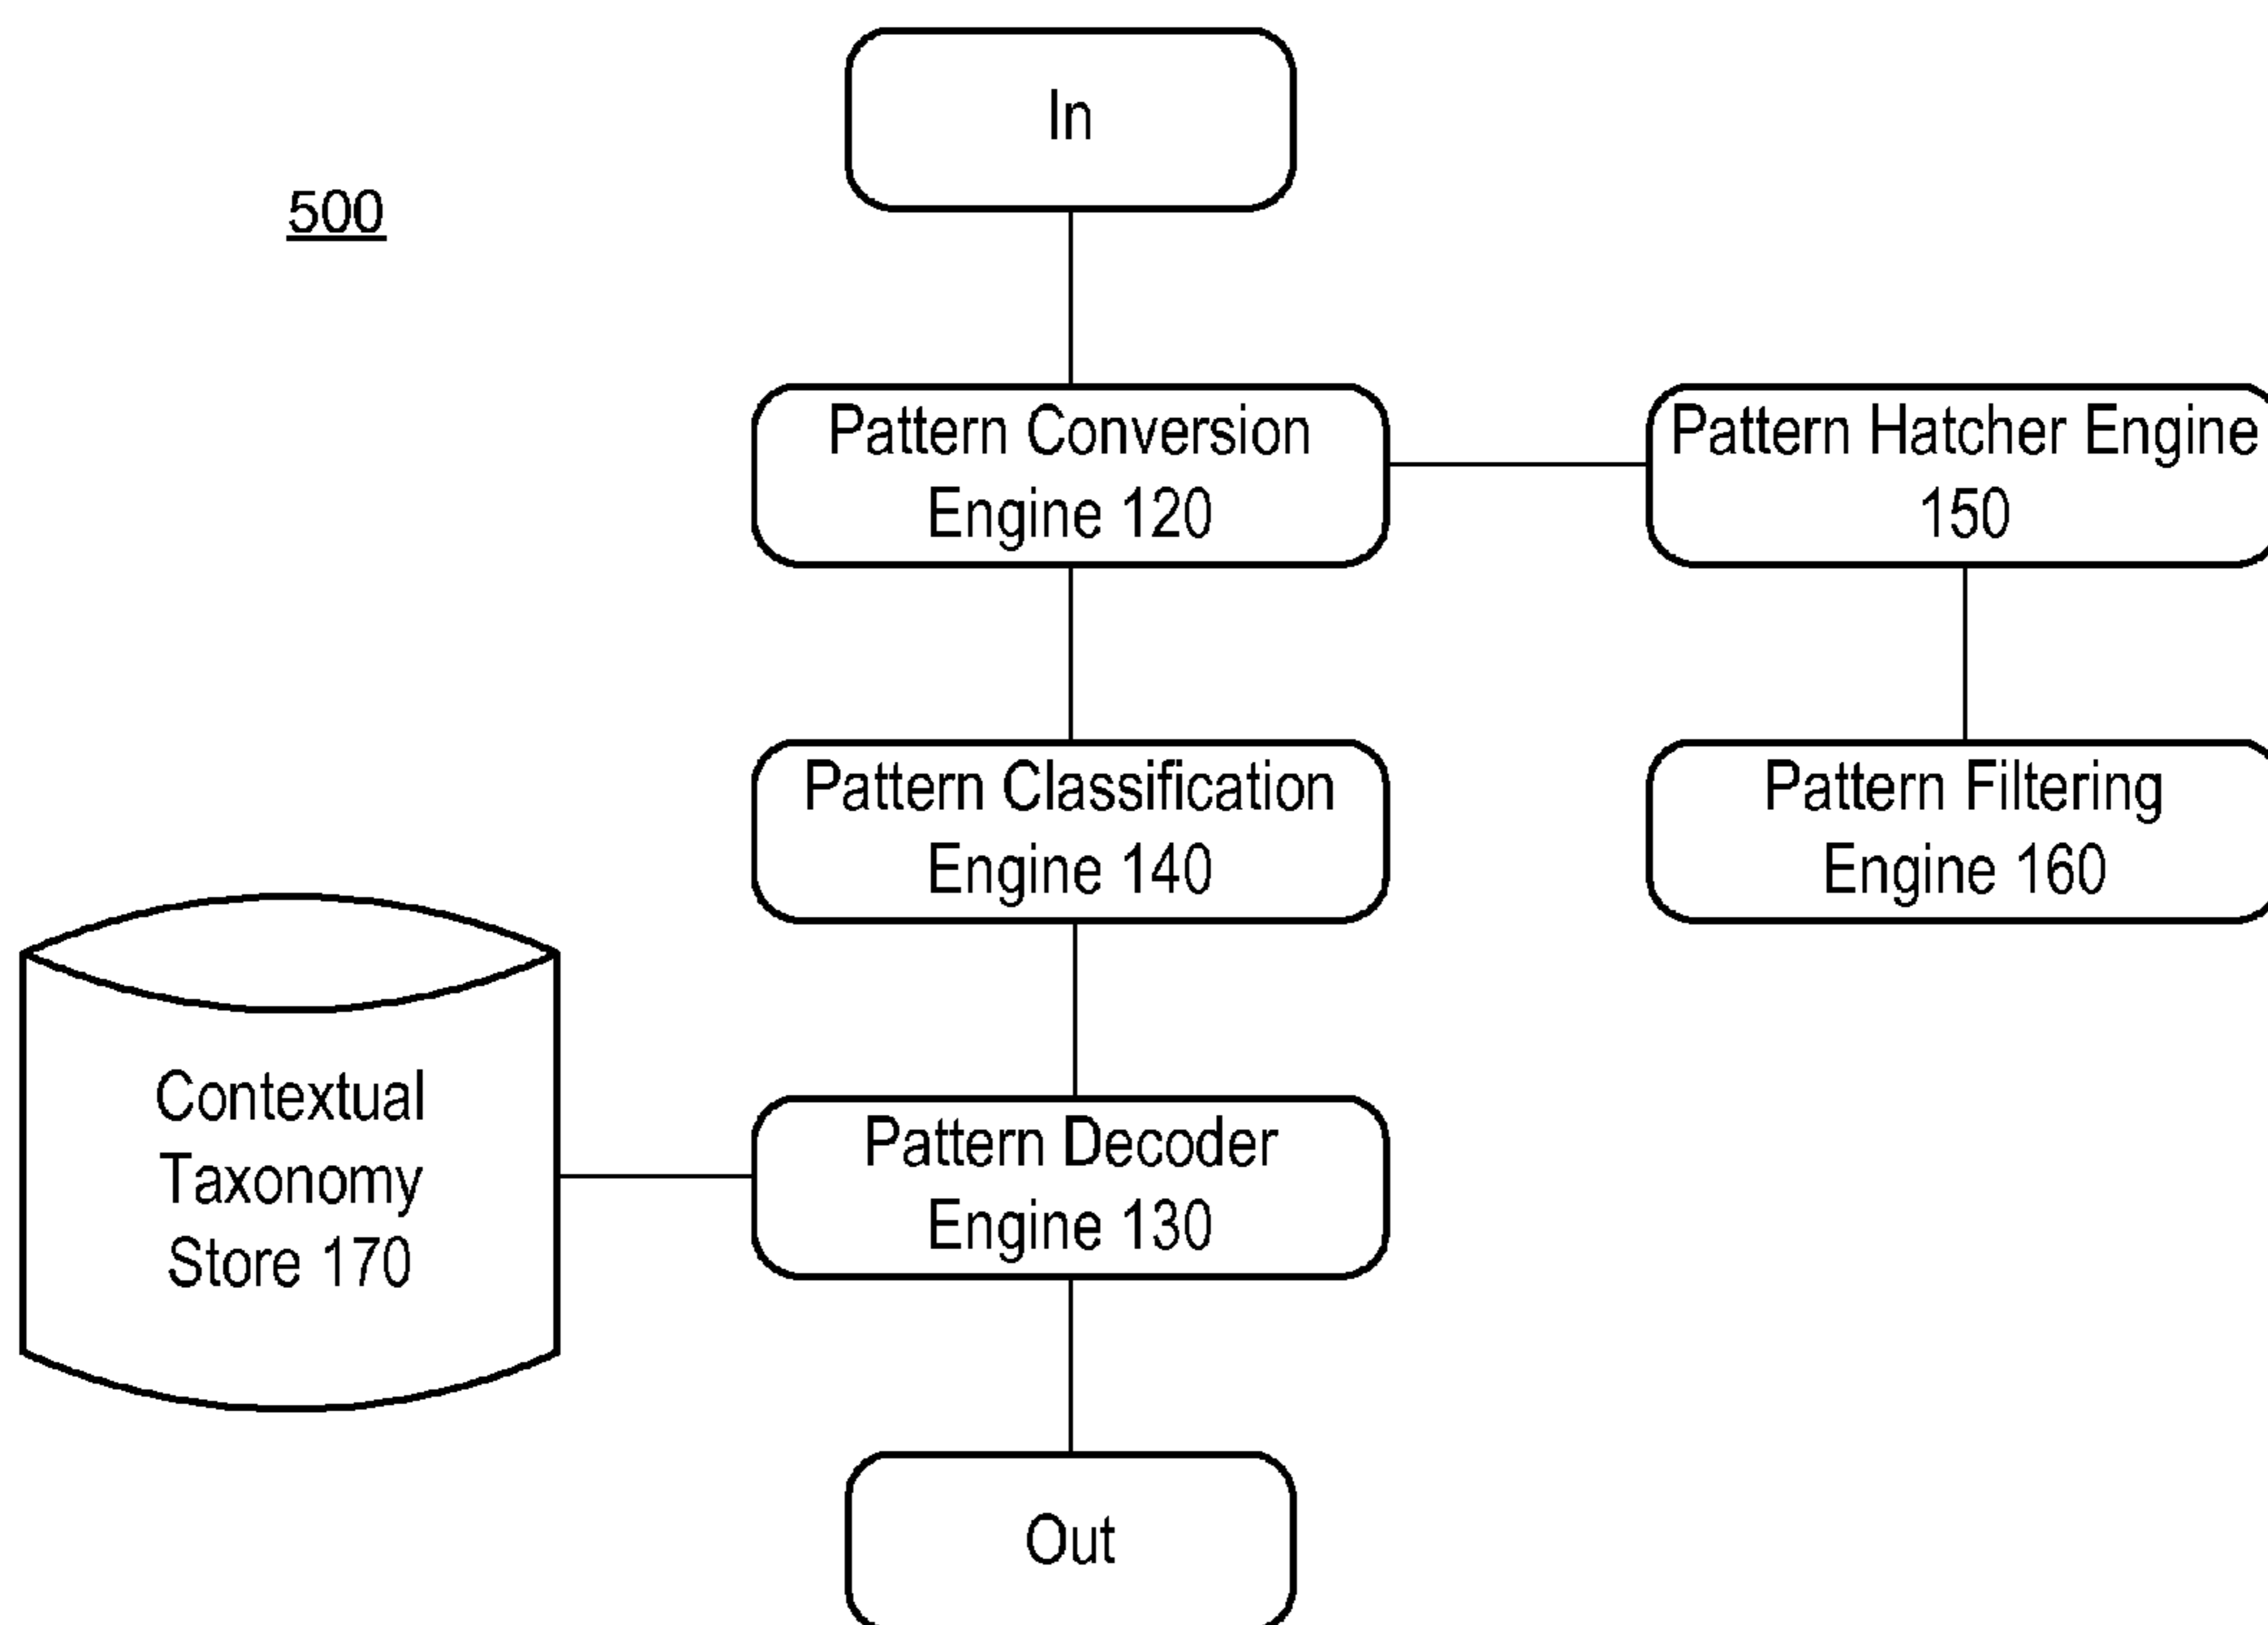 In
500
Pattern Conversion
Engine 120
Pattern Hatcher Engine
150
Pattern Classification
Engine 140
Pattern Filtering
Engine 160
Contextual
Taxonomy
Store 170
Pattern Decoder
Engine 130
Out